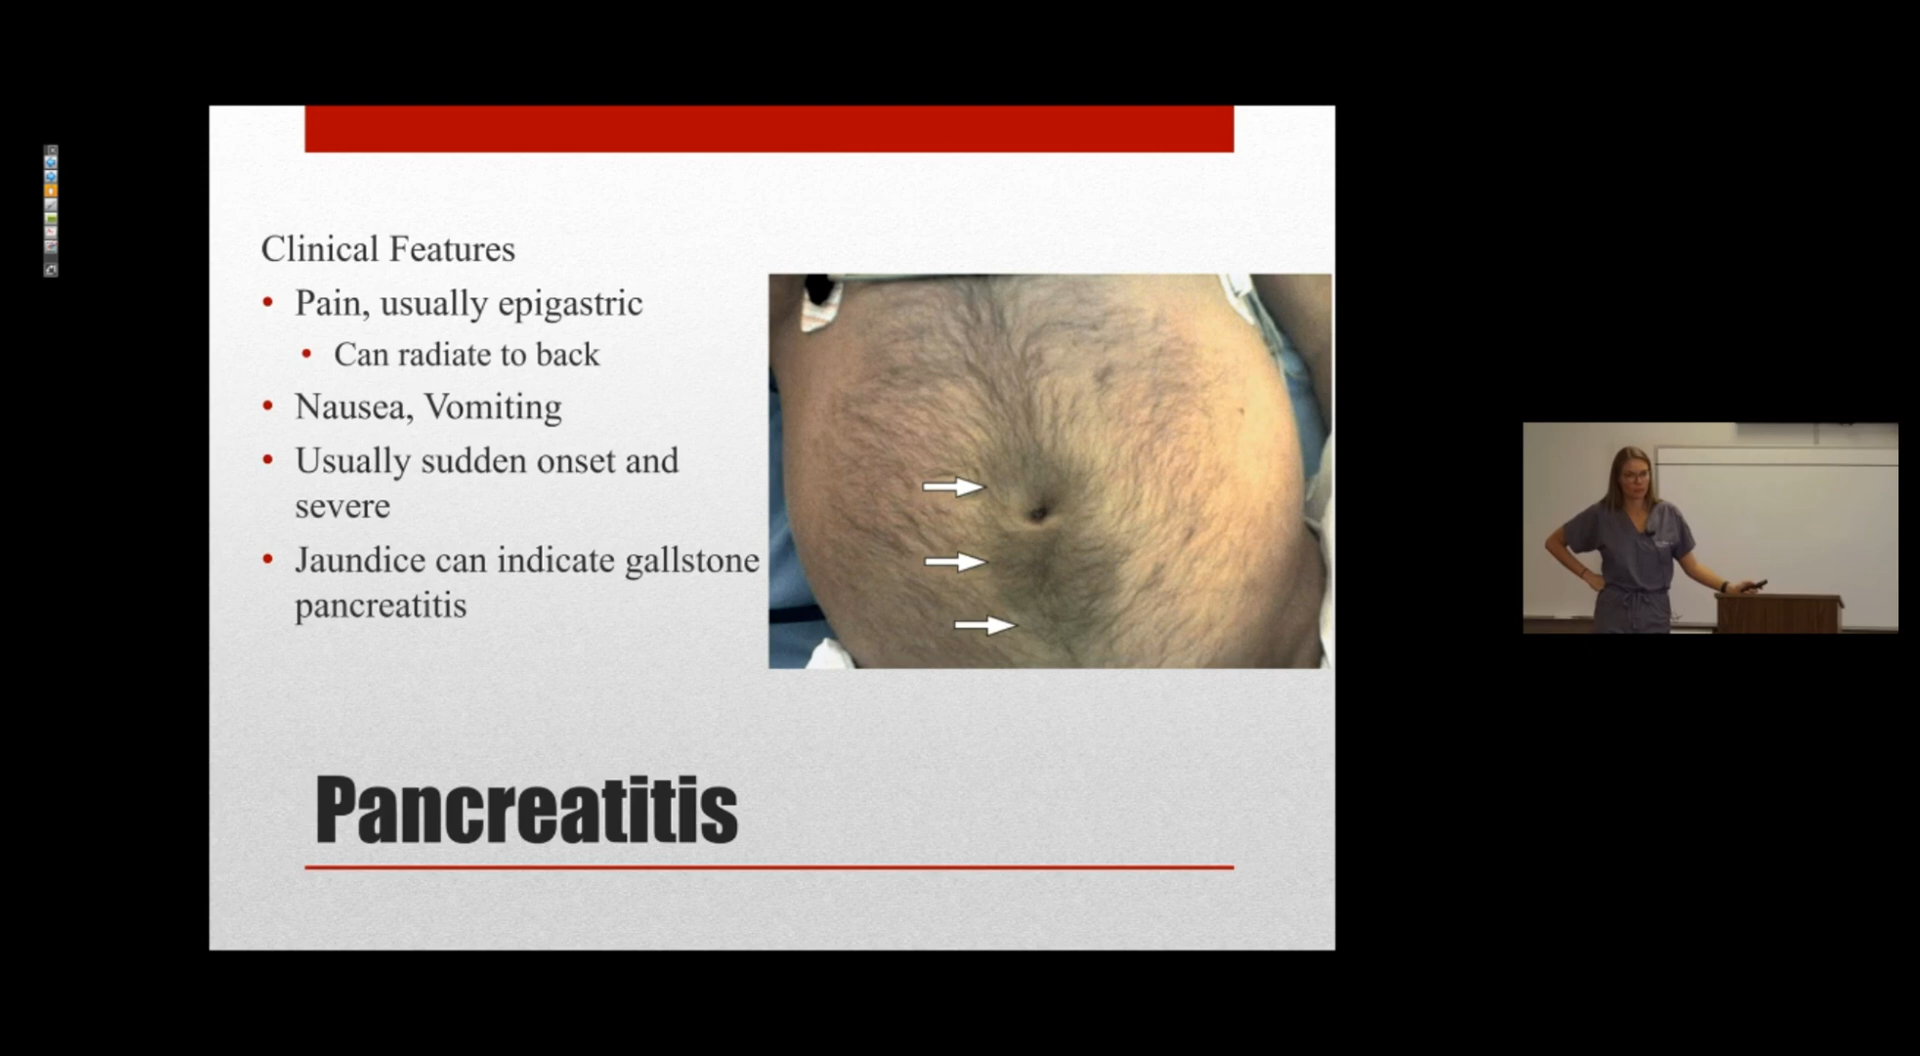 Clinical Features
• Pain, usually epigastric
• Can radiate to back
• Nausea, Vomiting
• Usually sudden onset and
severe
• Jaundice can indicate gallstone
pancreatitis
Pancreatitis